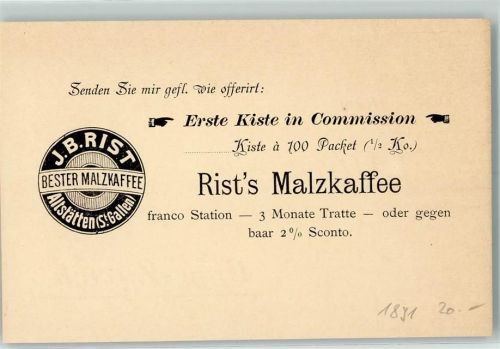 Senden Sie mir gefl. wie offerirt:
Erste Kiste in Commission
Kiste à 100 Packet (1/2 Ko.)
J. B. RIST
BESTER MALZKAFFEE
Altstätten (St. Gallen)
Rist's Malzkaffee
franco Station — 3 Monate Tratte — oder gegen
baar 2% Sconto.
1891 20.-